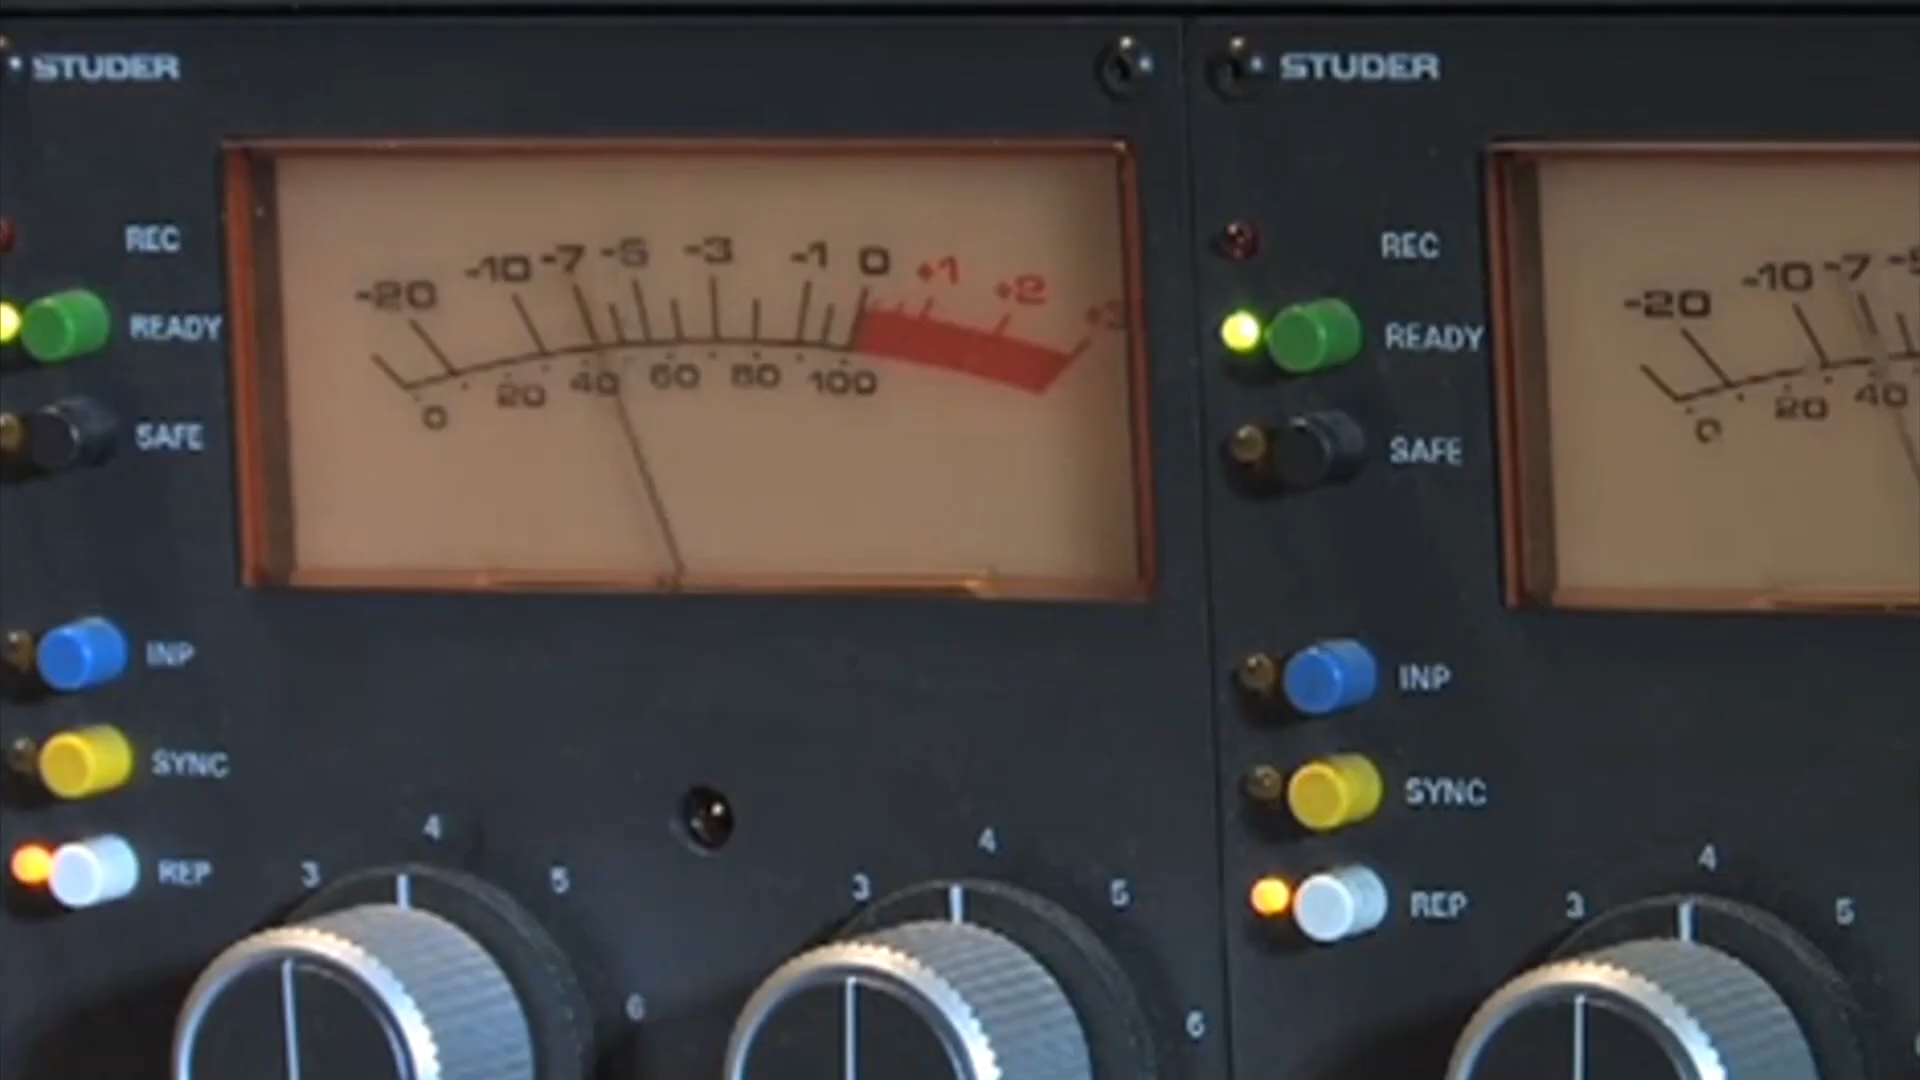 STUDER
REC
READY
SAFE
-20 -10 -7 -5 -3 -1 0 +1 +2 +3
0 20 40 60 80 100
INP
SYNC
REP
3 4 5 6
3 4 5 6
STUDER
REC
READY
SAFE
-20 -10 -7
0 20 40
INP
SYNC
REP
3 4 5